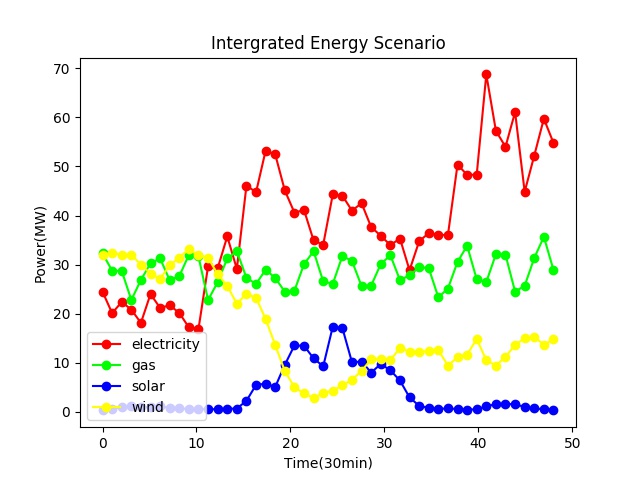 Intergrated Energy Scenario
Power(MW)
70
60
50
40
30
20
10
0
electricity
gas
solar
wind
0 10 20 30 40 50
Time(30min)